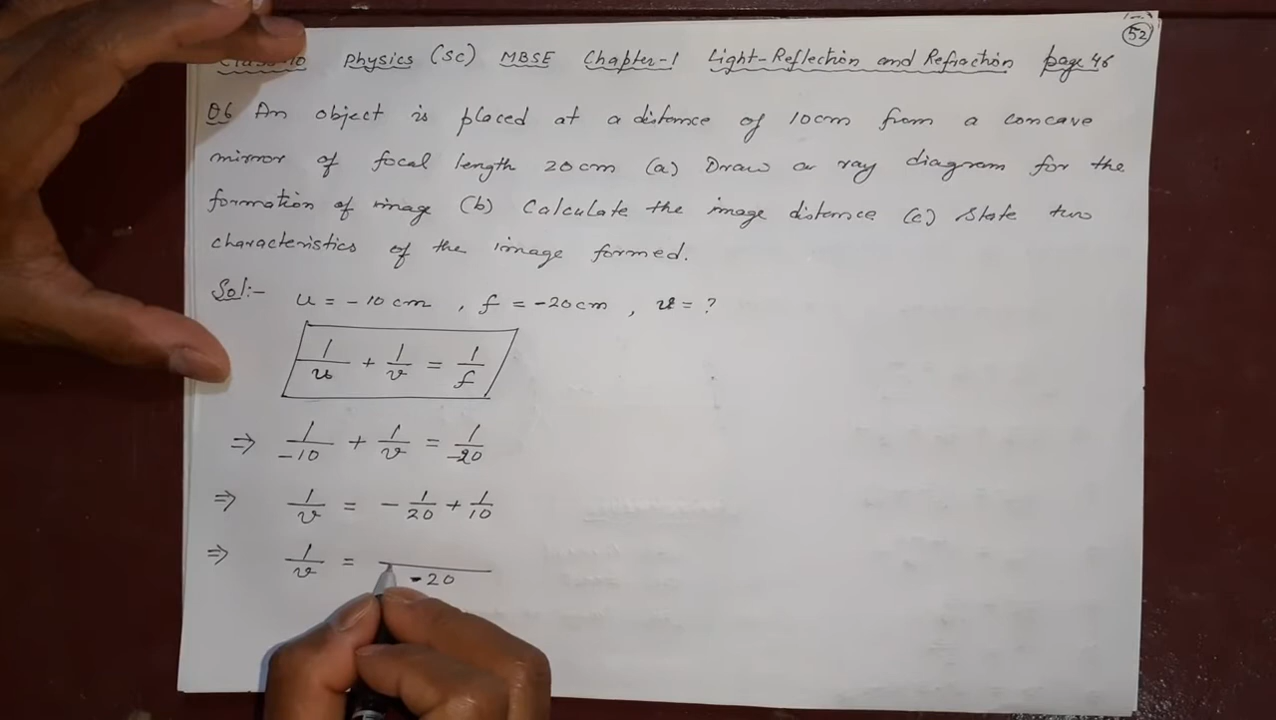 52
Class-10 Physics (SC) MBSE Chapter-1 Light-Reflection and Refraction page 46
Q6 An object is placed at a distance of 10cm from a concave
mirror of focal length 20cm (a) Draw a ray diagram for the
formation of image (b) Calculate the image distance (c) State two
characteristics of the image formed.
Sol:- u = -10cm, f = -20cm, v = ?
1/u + 1/v = 1/f
⇒ 1/-10 + 1/v = 1/-20
⇒ 1/v = -1/20 + 1/10
⇒ 1/v = /-20